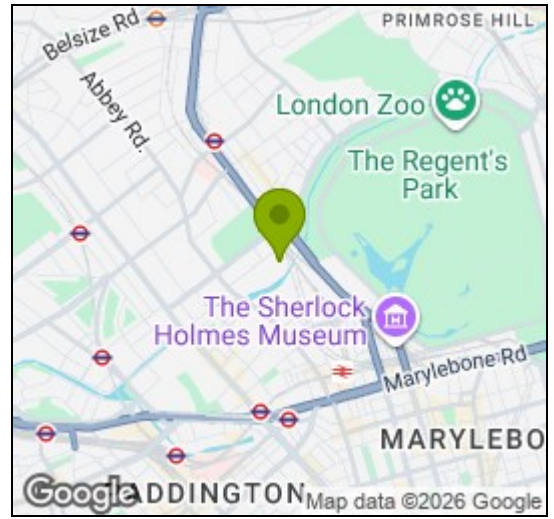 PRIMROSE HILL
Belsize Rd
Abbey Rd.
London Zoo
The Regent's
Park
The Sherlock
Holmes Museum
Marylebone Rd
MARYLEBO
ADDINGTON
Google
Map data ©2026 Google